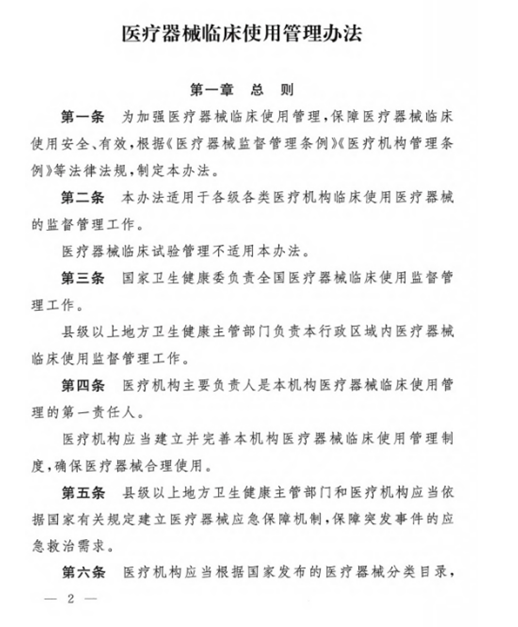 医疗器械临床使用管理办法
第一章 总 则
第一条 为加强医疗器械临床使用管理,保障医疗器械临床
使用安全、有效,根据《医疗器械监督管理条例》《医疗机构管理条
例》等法律法规,制定本办法。
第二条 本办法适用于各级各类医疗机构临床使用医疗器械
的监督管理工作。
医疗器械临床试验管理不适用本办法。
第三条 国家卫生健康委负责全国医疗器械临床使用监督管
理工作。
县级以上地方卫生健康主管部门负责本行政区域内医疗器械
临床使用监督管理工作。
第四条 医疗机构主要负责人是本机构医疗器械临床使用管
理的第一责任人。
医疗机构应当建立并完善本机构医疗器械临床使用管理制
度,确保医疗器械合理使用。
第五条 县级以上地方卫生健康主管部门和医疗机构应当依
据国家有关规定建立医疗器械应急保障机制,保障突发事件的应
急救治需求。
第六条 医疗机构应当根据国家发布的医疗器械分类目录,
— 2 —